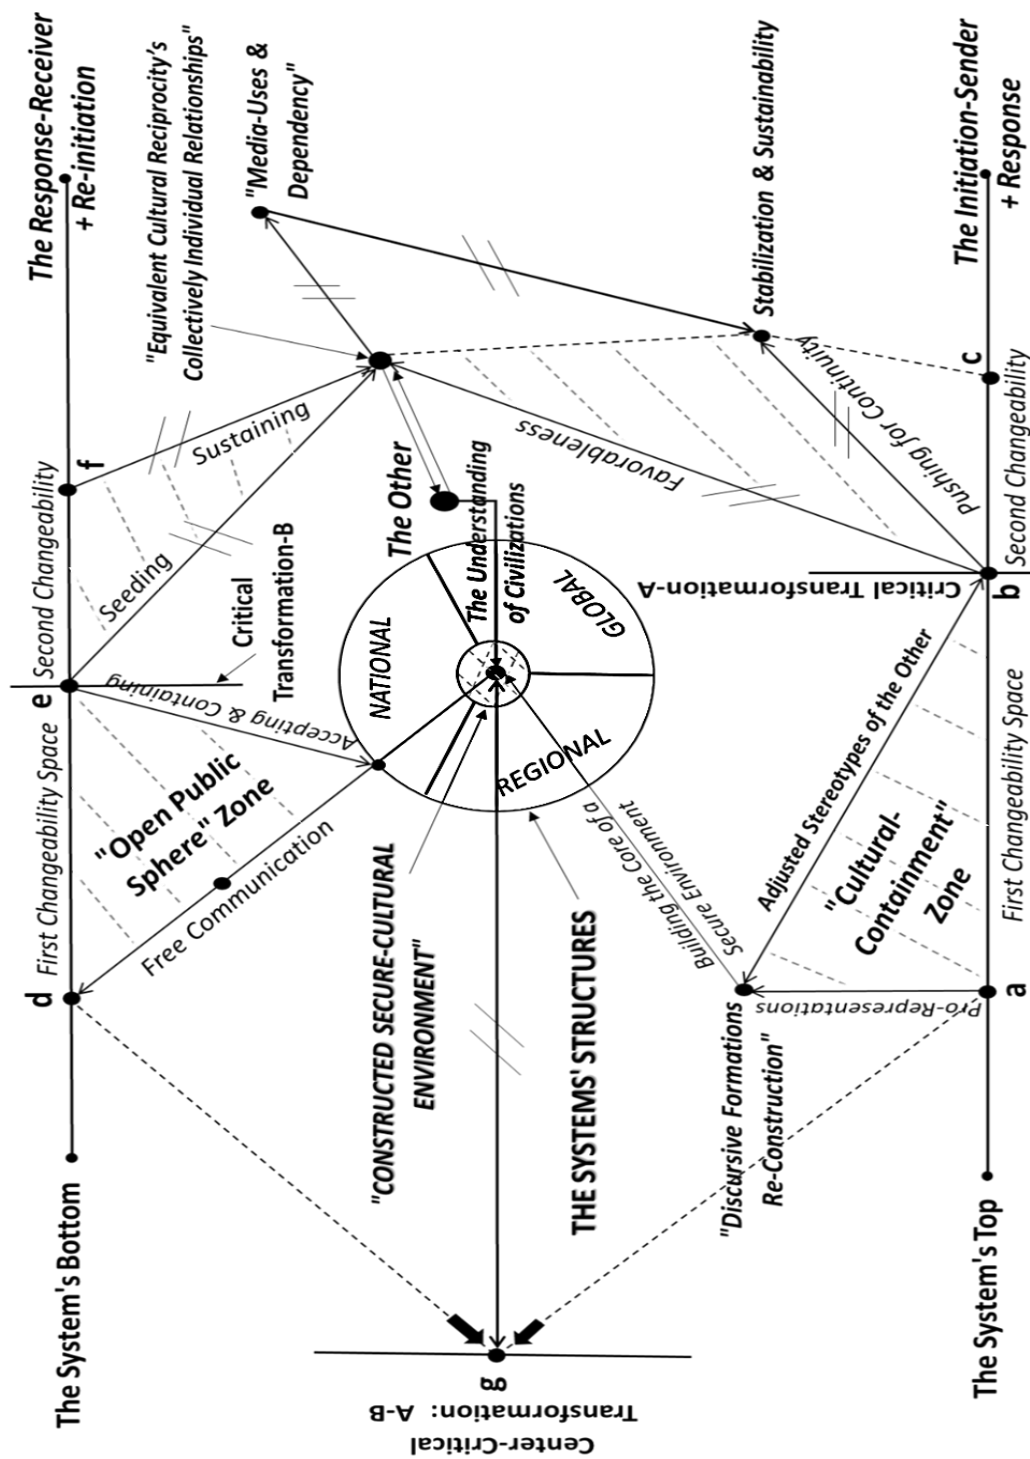 The System's Bottom
The Response-Receiver
+ Re-initiation
d
First Changeability Space
e
Second Changeability
f
"Open Public
Sphere" Zone
Free Communication
Accepting & Containing
Critical
Transformation-B
Seeding
Sustaining
"Equivalent Cultural Reciprocity's
Collectively Individual Relationships"
"Media-Uses &
Dependency"
The Other
The Understanding
of Civilizations
NATIONAL
GLOBAL
REGIONAL
"CONSTRUCTED SECURE-CULTURAL
ENVIRONMENT"
THE SYSTEMS' STRUCTURES
Center-Critical
Transformation: A-B
g
Building the Core of a
Secure Environment
Favorableness
Stabilization & Sustainability
Pushing for Continuity
"Discursive Formations
Re-Construction"
Pro-Representations
Adjusted Stereotypes of the Other
"Cultural-
Containment"
Zone
Critical Transformation-A
The System's Top
a
First Changeability Space
b
Second Changeability
c
The Initiation-Sender
+ Response